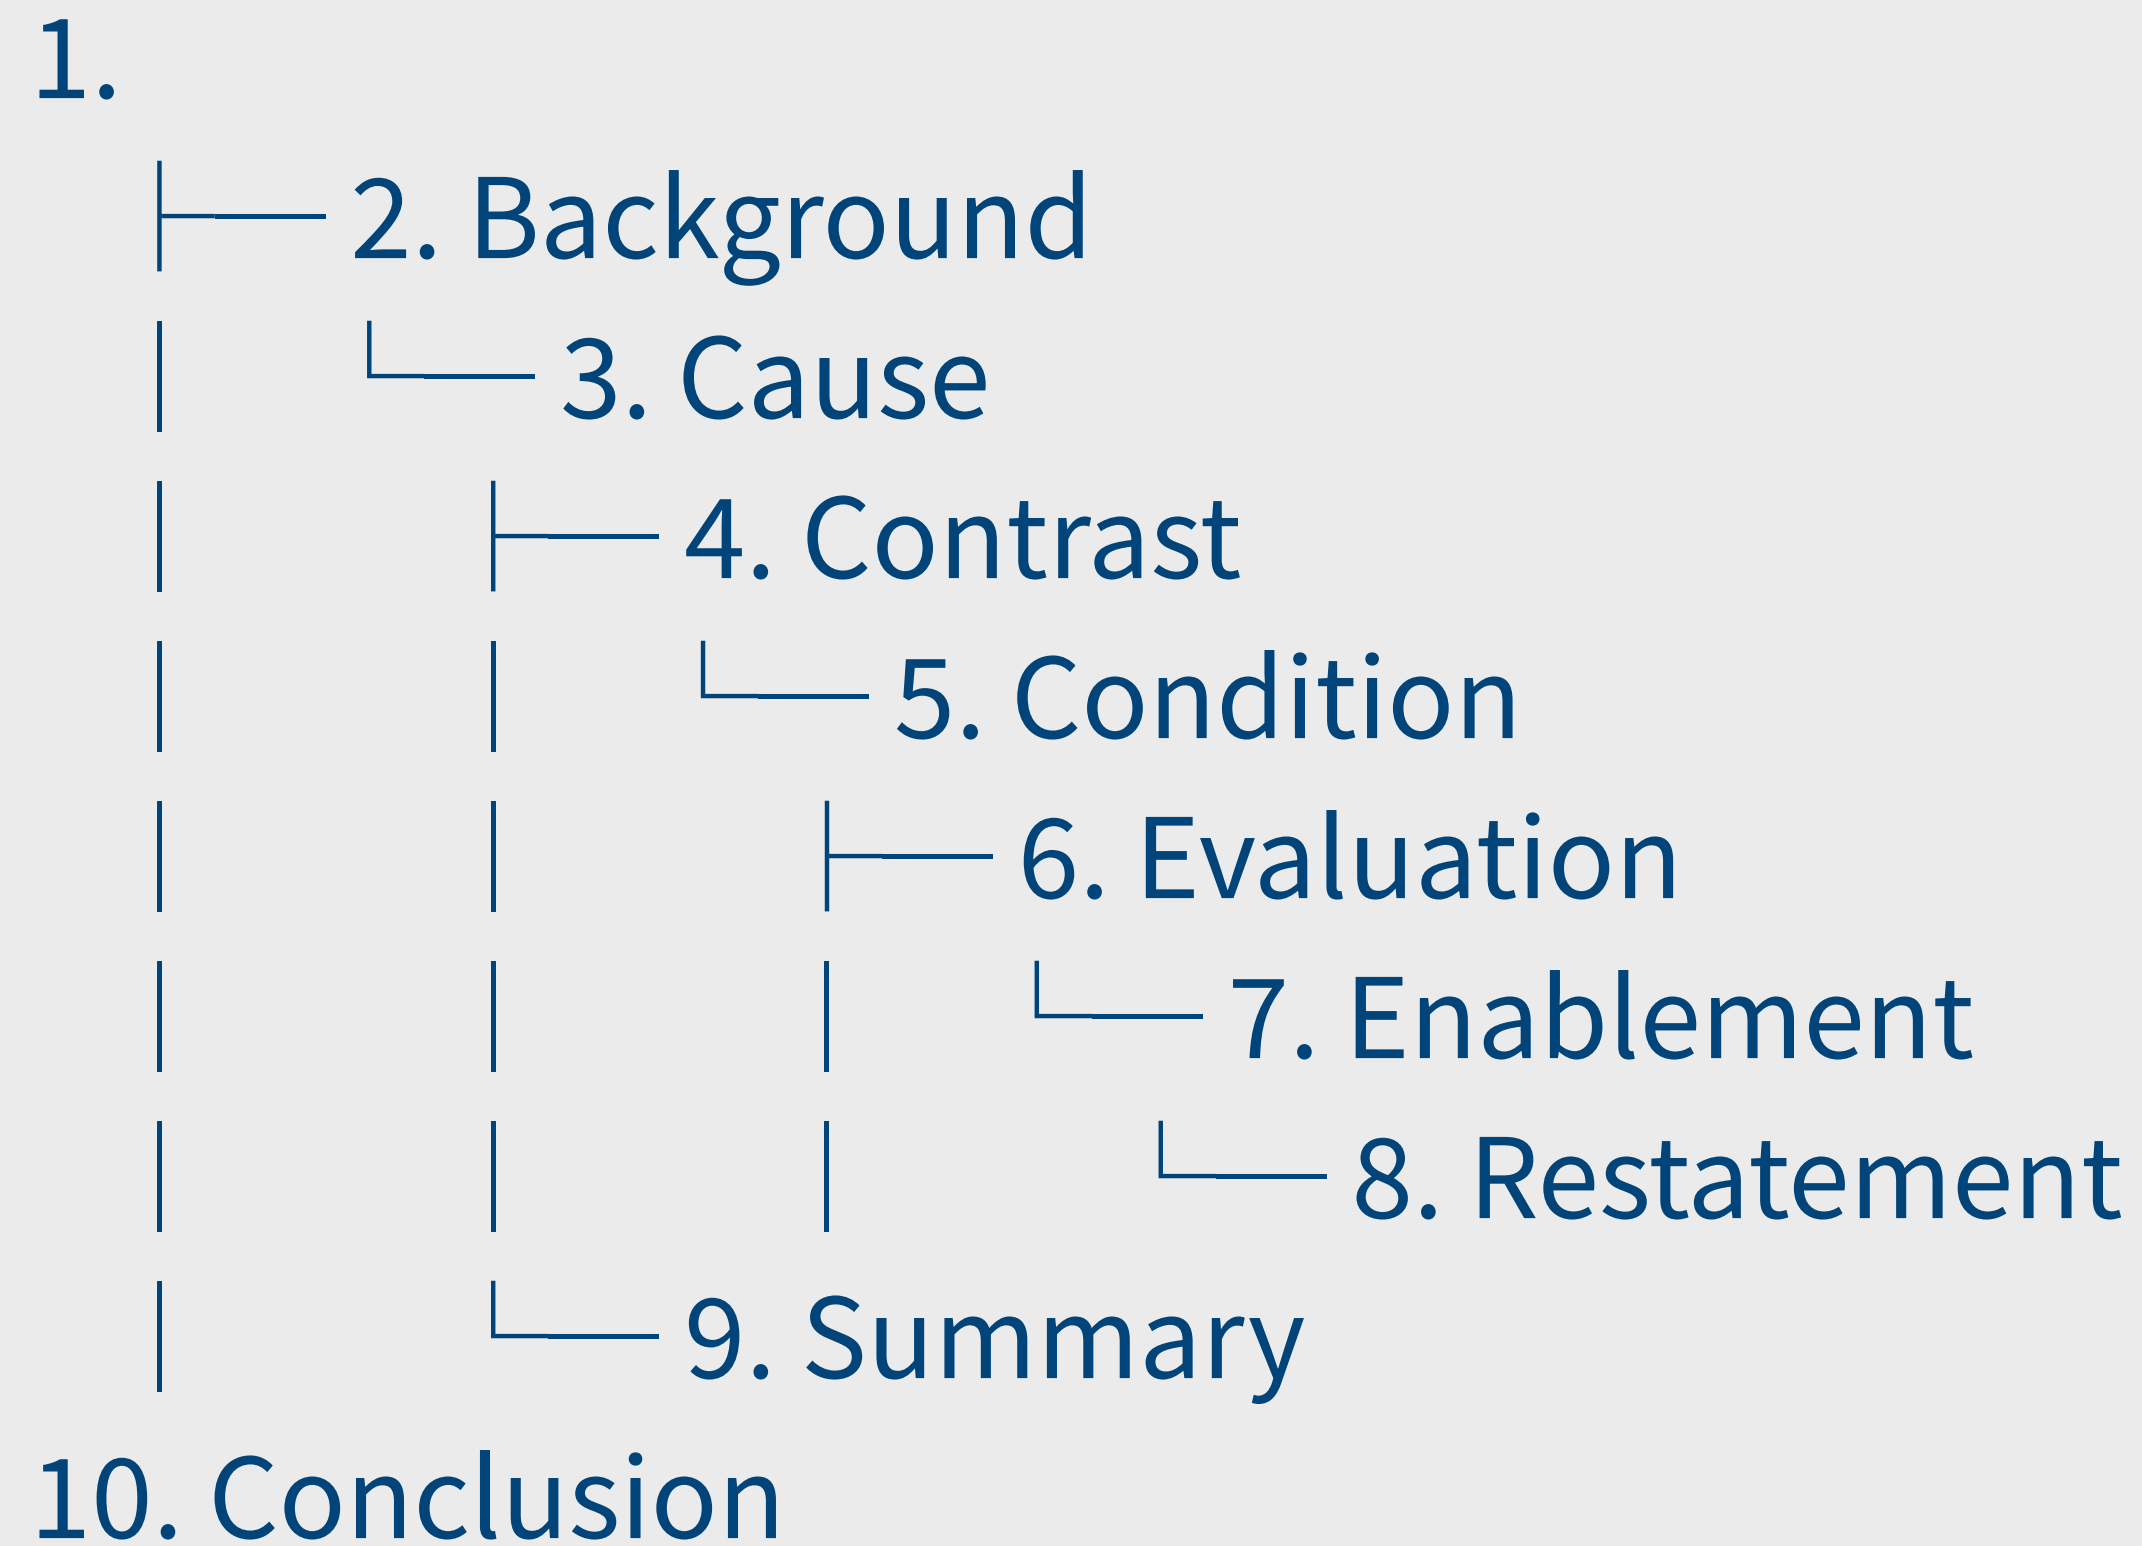 1.
2. Background
3. Cause
4. Contrast
5. Condition
6. Evaluation
7. Enablement
8. Restatement
9. Summary
10. Conclusion